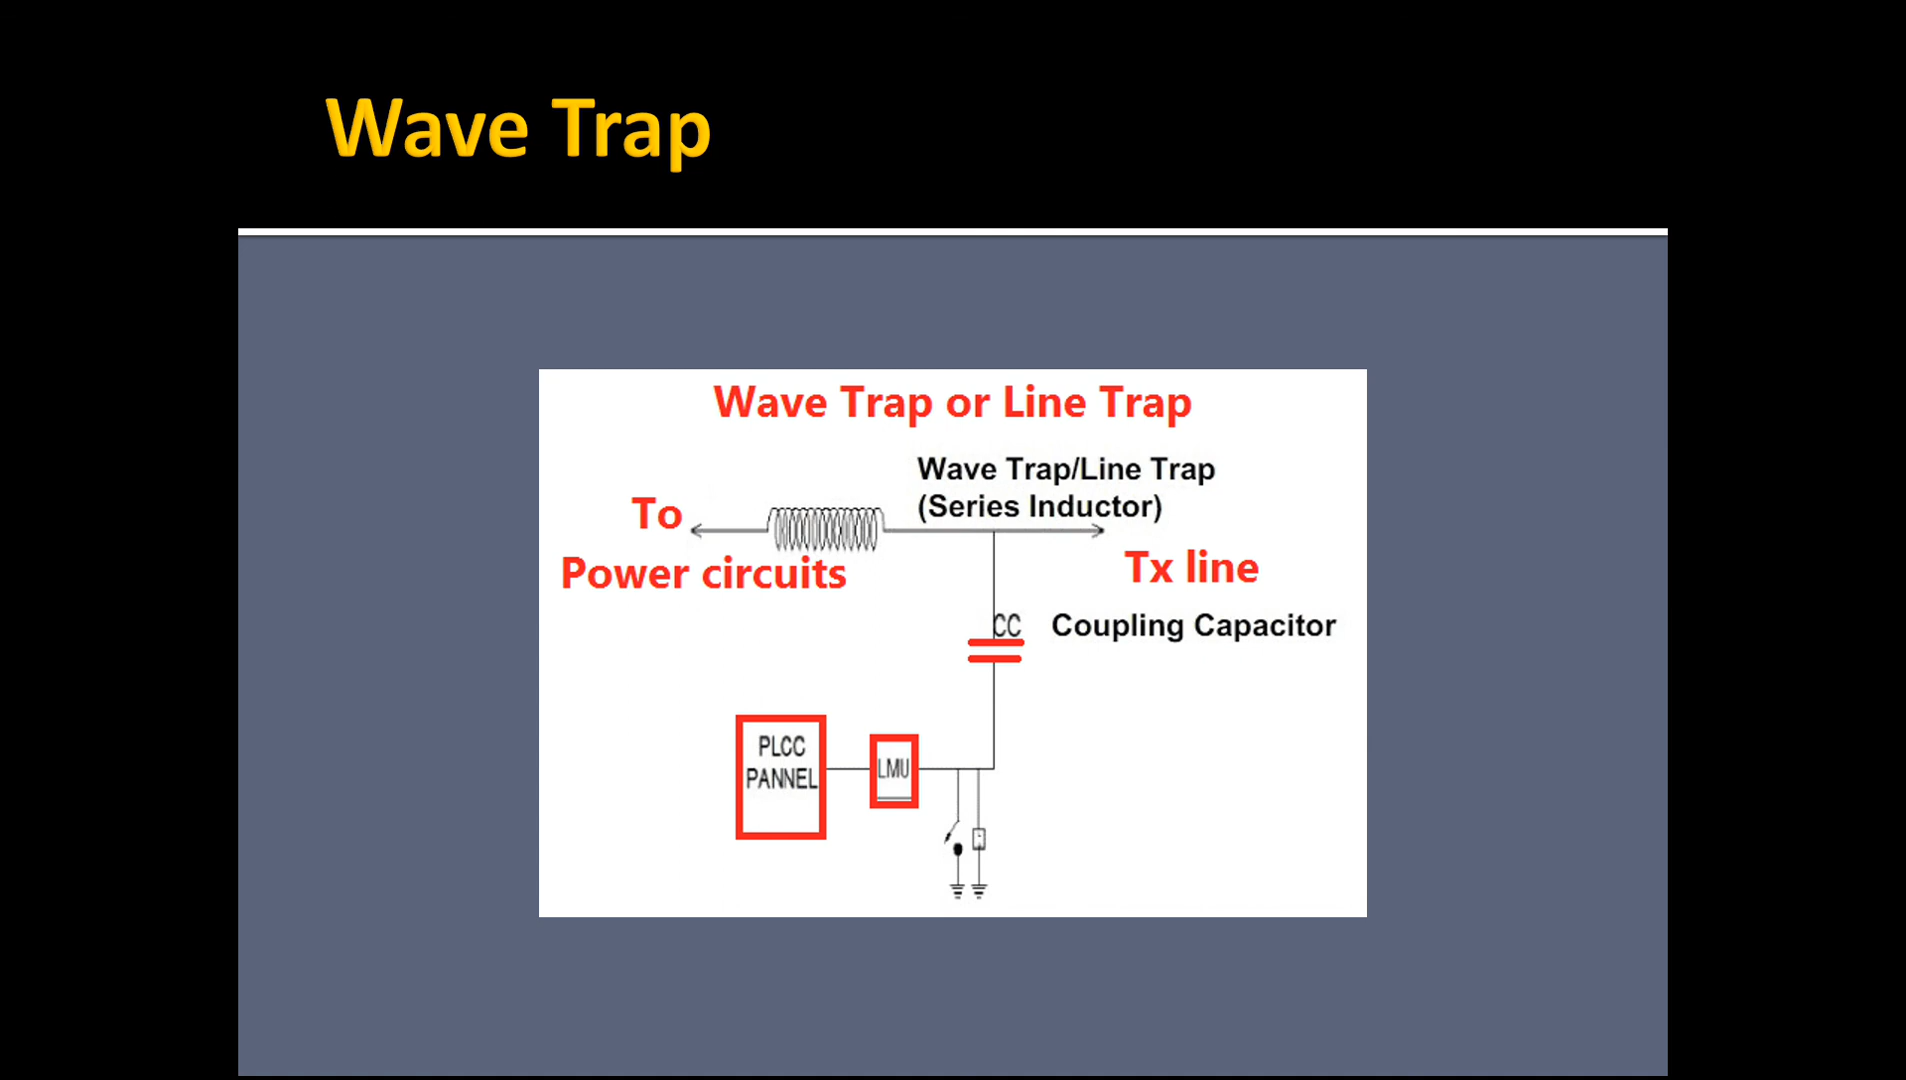 Wave Trap
Wave Trap or Line Trap
Wave Trap/Line Trap
(Series Inductor)
To
Power circuits
Tx line
CC
Coupling Capacitor
PLCC
PANNEL
LMU